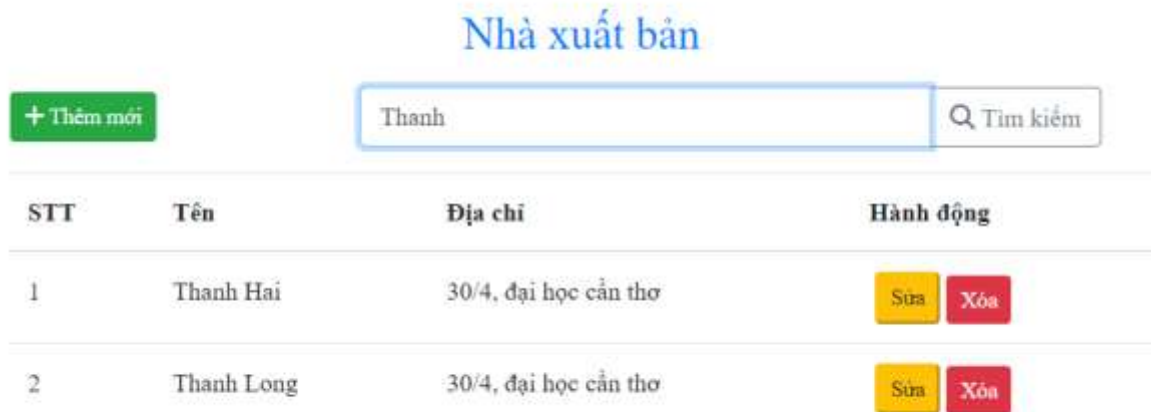 Nhà xuất bản
+ Thêm mới Thanh Tìm kiếm
STT Tên Địa chỉ Hành động
1 Thanh Hai 30/4, đại học cần thơ Sửa Xóa
2 Thanh Long 30/4, đại học cần thơ Sửa Xóa